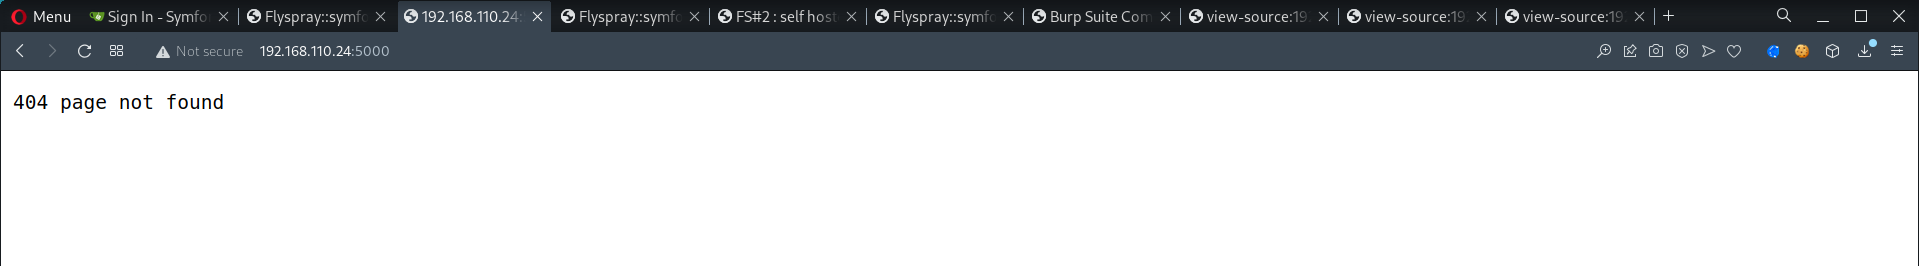 Menu Sign In - Symfo Flyspray::symfo 192.168.110.24: Flyspray::symfo FS#2 : self host Flyspray::symfo Burp Suite Com view-source:19 view-source:19 view-source:19
Not secure 192.168.110.24:5000
404 page not found